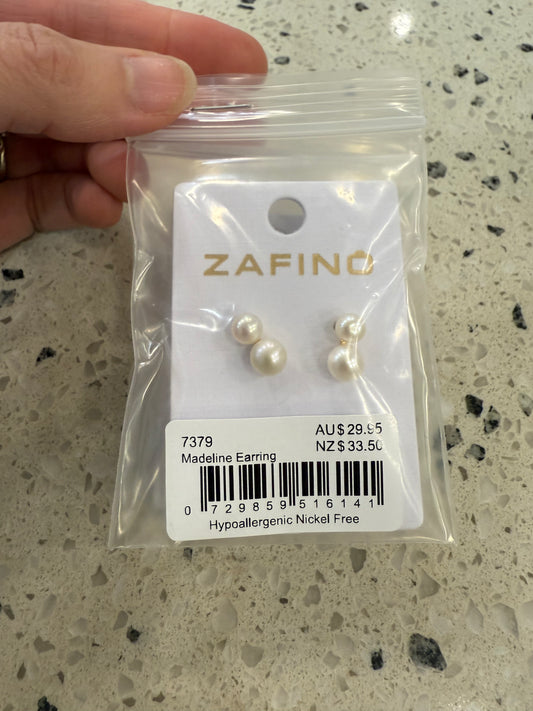 ZAFINO
7379 AU$29.95
Madeline Earring NZ$33.50
0 729859 516141
Hypoallergenic Nickel Free